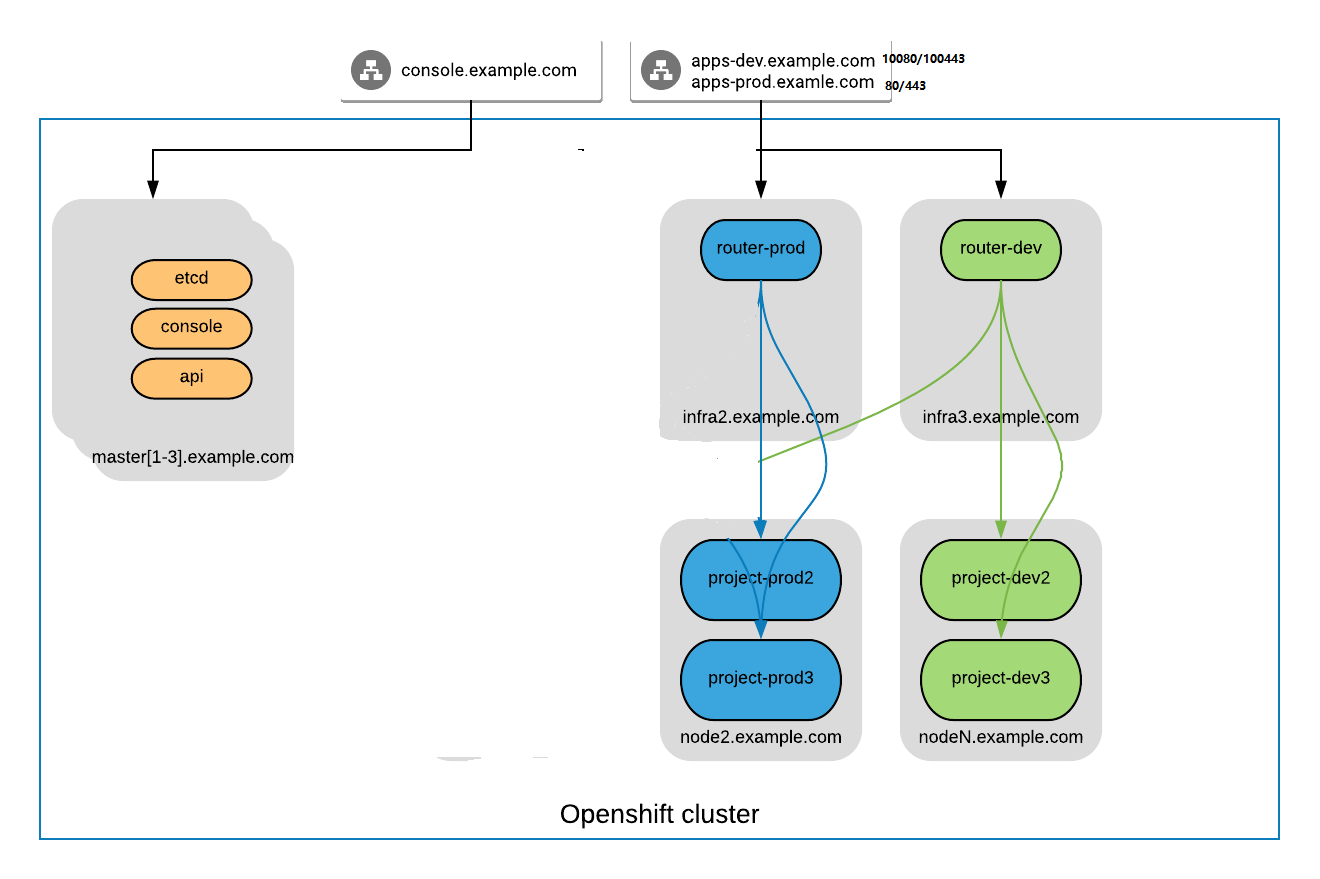 console.example.com
apps-dev.example.com 10080/100443
apps-prod.examle.com 80/443
router-prod
router-dev
etcd
console
api
infra2.example.com
infra3.example.com
master[1-3].example.com
project-prod2
project-dev2
project-prod3
project-dev3
node2.example.com
nodeN.example.com
Openshift cluster